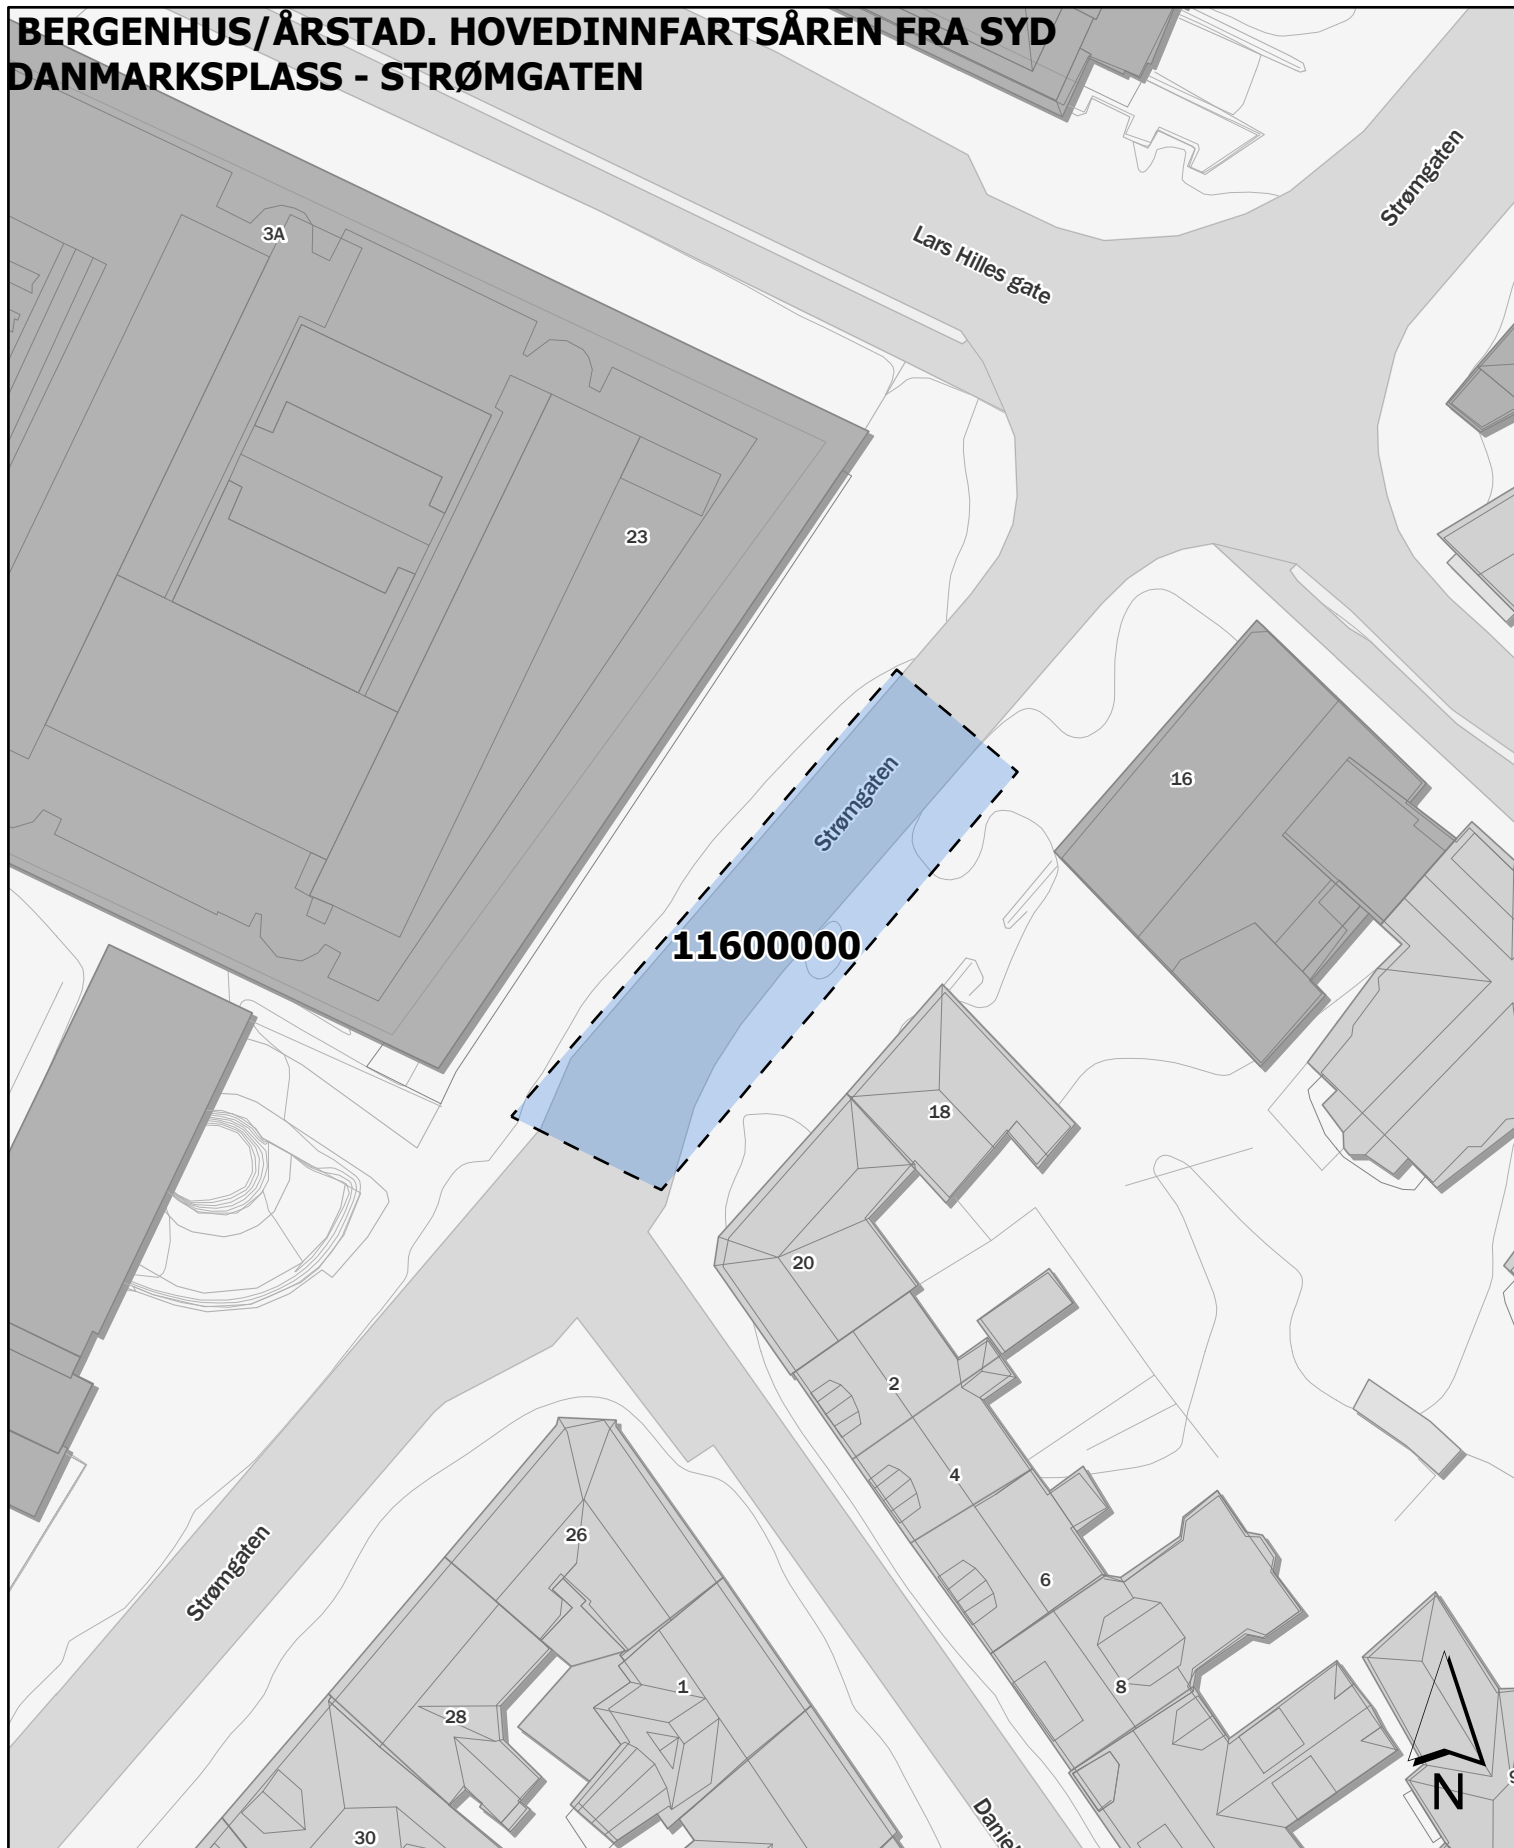 BERGENHUS/ÅRSTAD. HOVEDINNFARTSÅREN FRA SYD
DANMARKSPLASS - STRØMGATEN
Strømgaten
3A
Lars Hilles gate
23
16
Strømgaten
11600000
18
20
2
4
26
6
Strømgaten
1
8
28
N
30